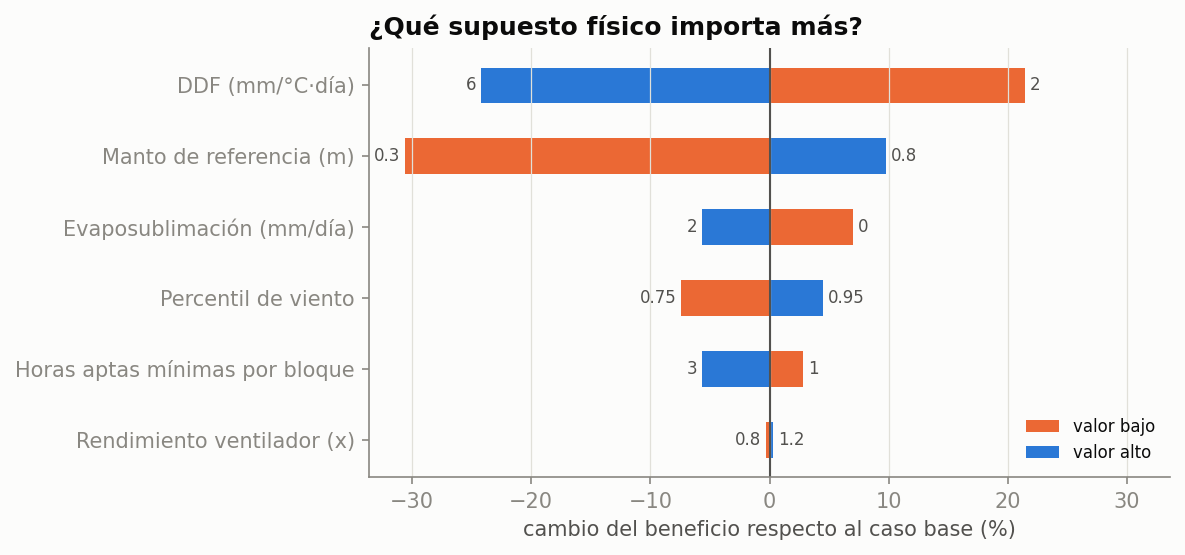 ¿Qué supuesto físico importa más?
DDF (mm/°C·día)
6
2
Manto de referencia (m)
0.3
0.8
Evaposublimación (mm/día)
2
0
Percentil de viento
0.75
0.95
Horas aptas mínimas por bloque
3
1
Rendimiento ventilador (x)
0.8
1.2
valor bajo
valor alto
−30
−20
−10
0
10
20
30
cambio del beneficio respecto al caso base (%)